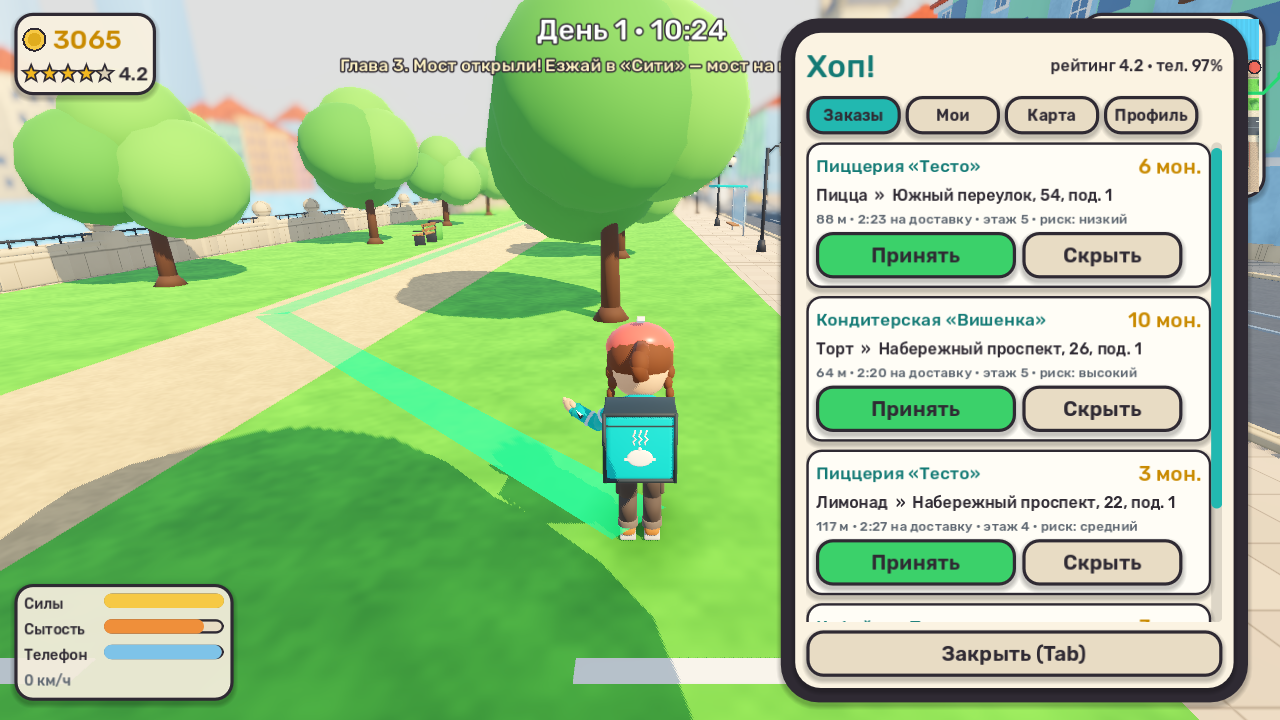 3065
4.2
День 1 • 10:24
Глава 3. Мост открыли! Езжай в «Сити» — мост на
Хоп!
рейтинг 4.2 • тел. 97%
Заказы
Мои
Карта
Профиль
Пиццерия «Тесто»
6 мон.
Пицца » Южный переулок, 54, под. 1
88 м • 2:23 на доставку • этаж 5 • риск: низкий
Принять
Скрыть
Кондитерская «Вишенка»
10 мон.
Торт » Набережный проспект, 26, под. 1
64 м • 2:20 на доставку • этаж 5 • риск: высокий
Принять
Скрыть
Пиццерия «Тесто»
3 мон.
Лимонад » Набережный проспект, 22, под. 1
117 м • 2:27 на доставку • этаж 4 • риск: средний
Принять
Скрыть
Закрыть (Tab)
Силы
Сытость
Телефон
0 км/ч